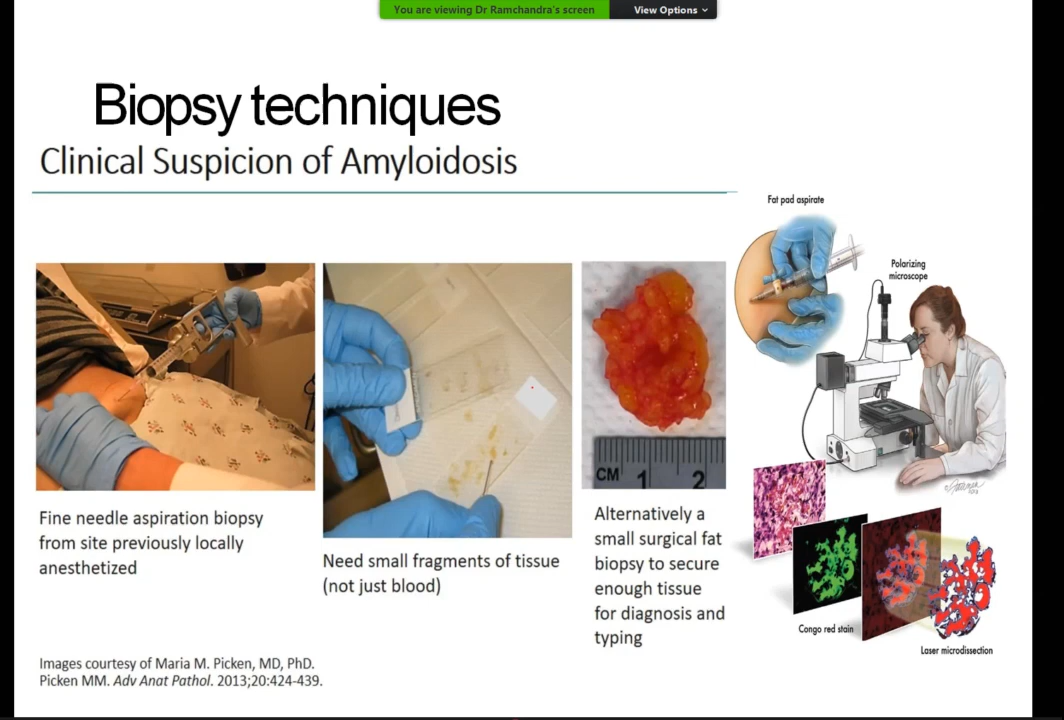 You are viewing Dr Ramchandra's screen
View Options
Biopsy techniques
Clinical Suspicion of Amyloidosis
Fat pad aspirate
Polarizing
microscope
CM 1 2
Fine needle aspiration biopsy
from site previously locally
anesthetized
Need small fragments of tissue
(not just blood)
Alternatively a
small surgical fat
biopsy to secure
enough tissue
for diagnosis and
typing
Congo red stain
Laser microdissection
Images courtesy of Maria M. Picken, MD, PhD.
Picken MM. Adv Anat Pathol. 2013;20:424-439.